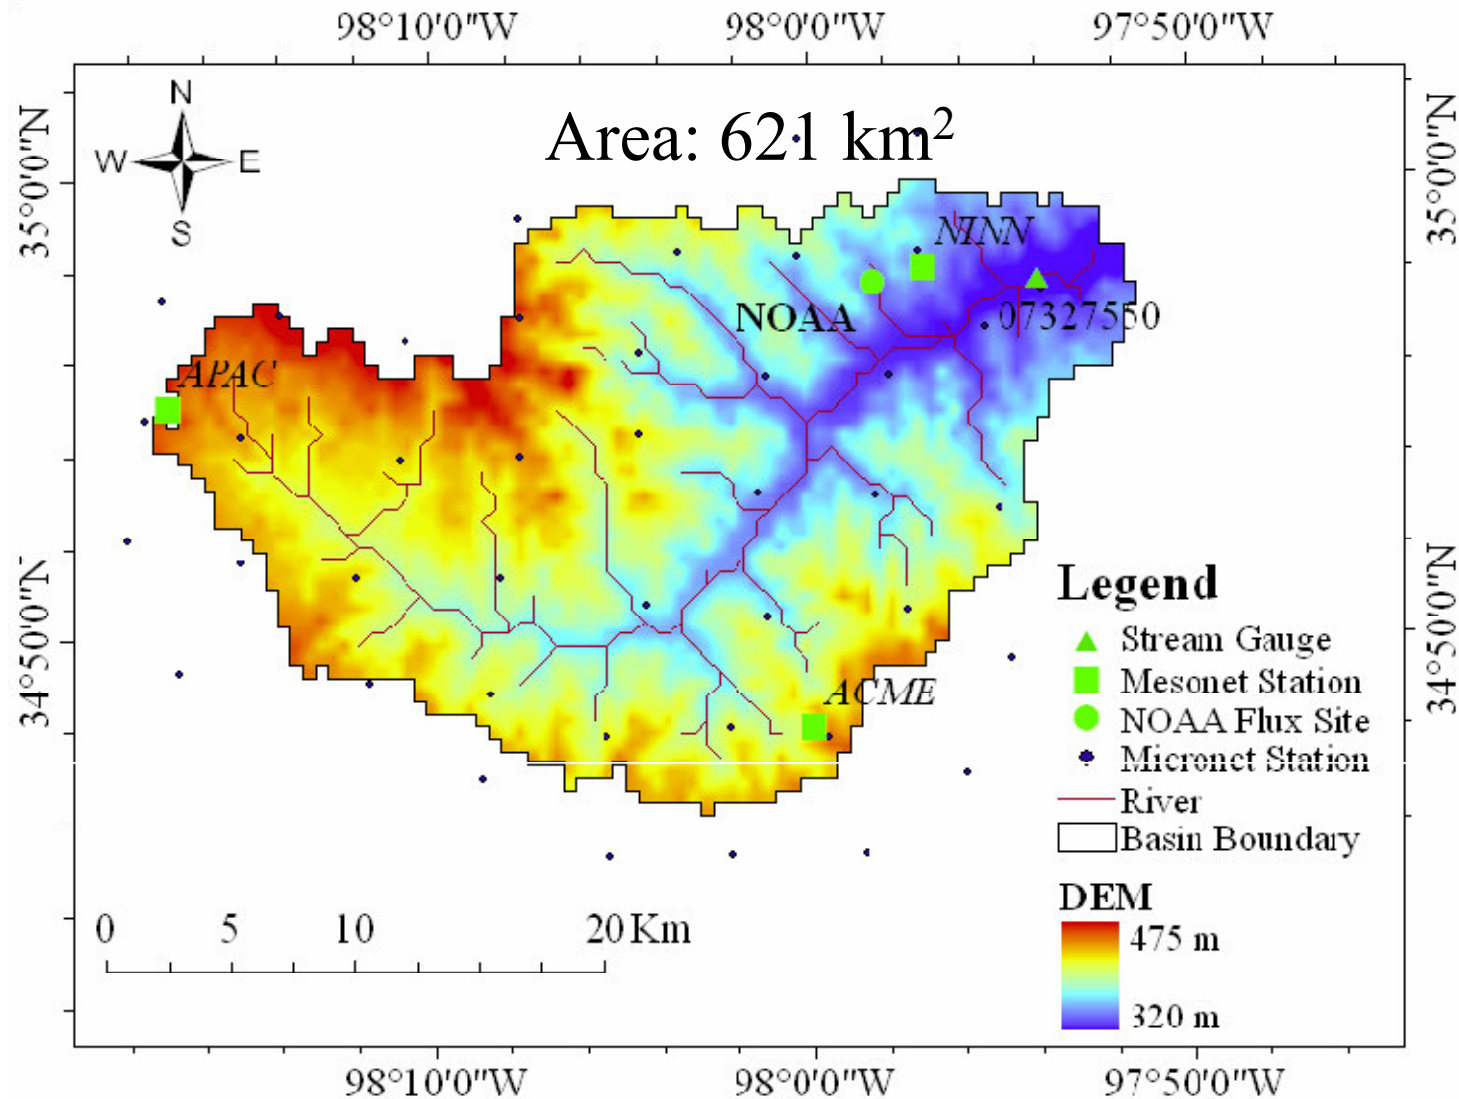 98°10'0"W 98°0'0"W 97°50'0"W
N
W E
S
Area: 621 km²
35°0'0"N
35°0'0"N
NINN
NOAA
07327550
APAC
34°50'0"N
34°50'0"N
ACME
Legend
Stream Gauge
Mesonet Station
NOAA Flux Site
Micronet Station
River
Basin Boundary
DEM
475 m
320 m
0 5 10 20 Km
98°10'0"W 98°0'0"W 97°50'0"W